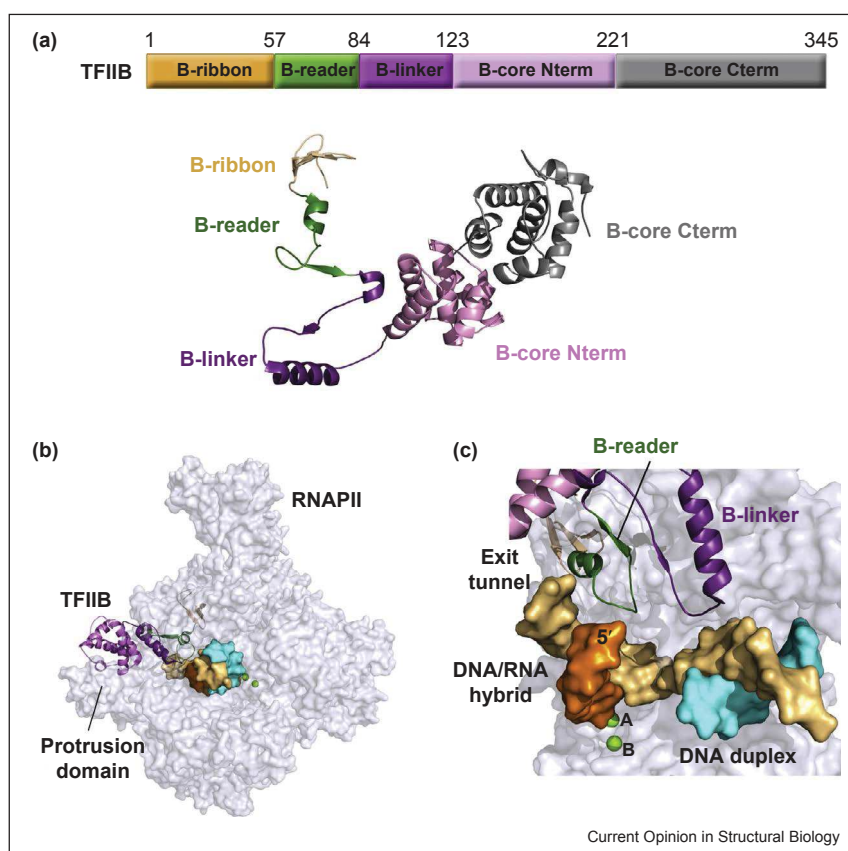 (a)
1 57 84 123 221 345
TFIIB B-ribbon B-reader B-linker B-core Nterm B-core Cterm
B-ribbon
B-reader
B-core Cterm
B-linker
B-core Nterm
(b)
RNAPII
TFIIB
Protrusion
domain
(c)
B-reader
B-linker
Exit
tunnel
5'
DNA/RNA
hybrid
A
B
DNA duplex
Current Opinion in Structural Biology